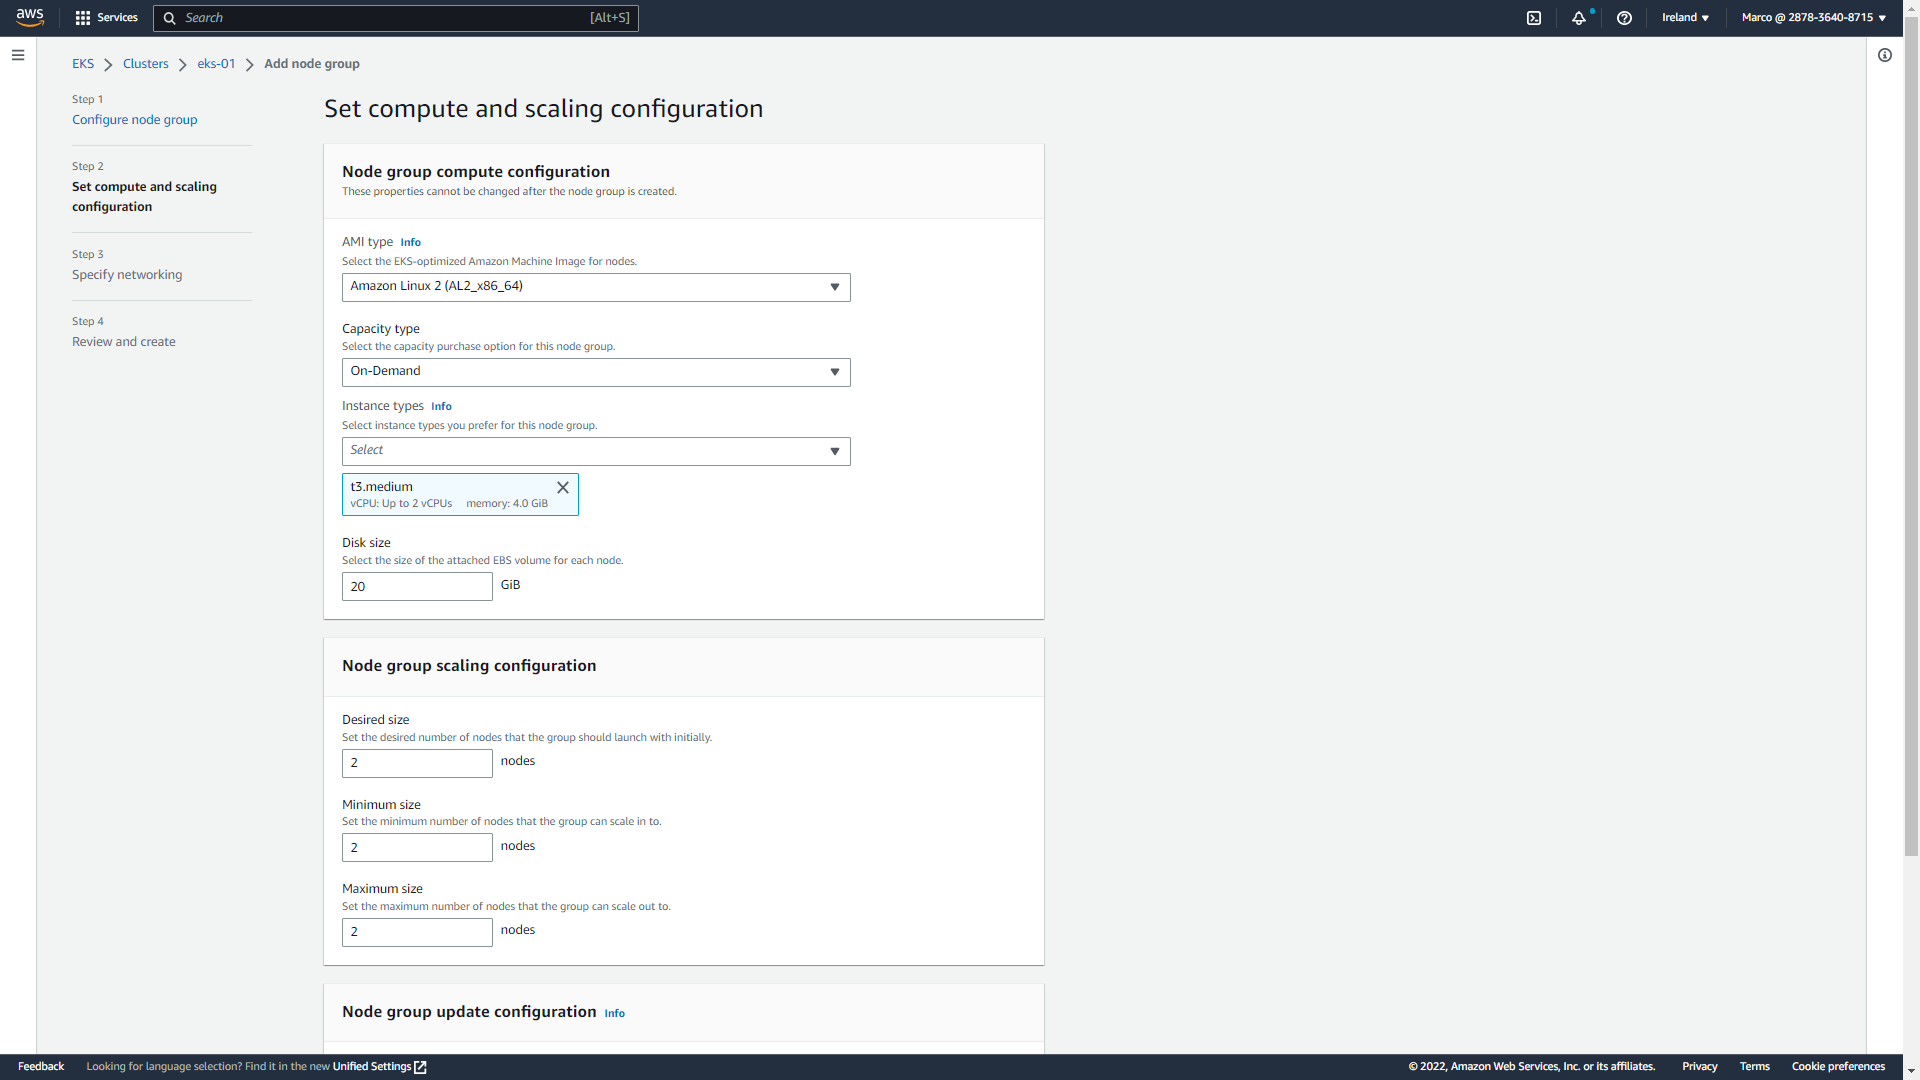 aws
Services
Search
[Alt+S]
Ireland
Marco @ 2878-3640-8715
EKS
Clusters
eks-01
Add node group
Step 1
Configure node group
Step 2
Set compute and scaling
configuration
Step 3
Specify networking
Step 4
Review and create
Set compute and scaling configuration
Node group compute configuration
These properties cannot be changed after the node group is created.
AMI type Info
Select the EKS-optimized Amazon Machine Image for nodes.
Amazon Linux 2 (AL2_x86_64)
Capacity type
Select the capacity purchase option for this node group.
On-Demand
Instance types Info
Select instance types you prefer for this node group.
Select
t3.medium
vCPU: Up to 2 vCPUs memory: 4.0 GiB
Disk size
Select the size of the attached EBS volume for each node.
20 GiB
Node group scaling configuration
Desired size
Set the desired number of nodes that the group should launch with initially.
2 nodes
Minimum size
Set the minimum number of nodes that the group can scale in to.
2 nodes
Maximum size
Set the maximum number of nodes that the group can scale out to.
2 nodes
Node group update configuration Info
Feedback
Looking for language selection? Find it in the new Unified Settings
© 2022, Amazon Web Services, Inc. or its affiliates.
Privacy
Terms
Cookie preferences